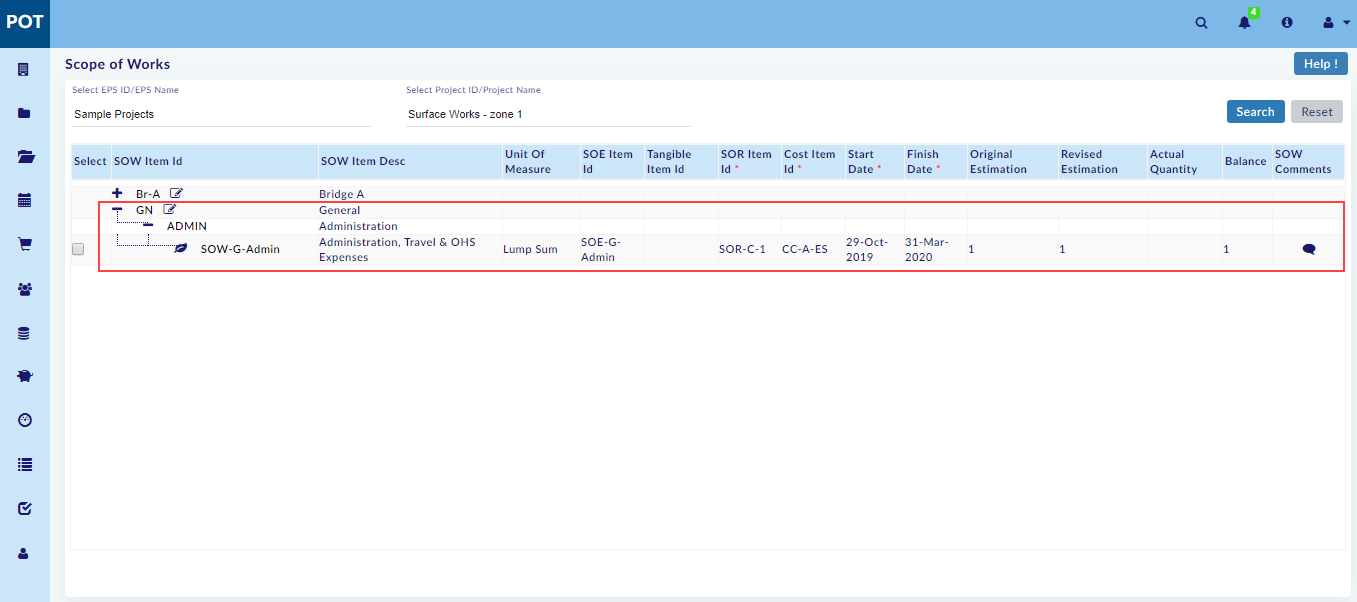 POT
4
Scope of Works
Help !
Select EPS ID/EPS Name
Select Project ID/Project Name
Sample Projects
Surface Works - zone 1
Search
Reset
Select
SOW Item Id
SOW Item Desc
Unit Of
Measure
SOE Item
Id
Tangible
Item Id
SOR Item
Id *
Cost Item
Id *
Start
Date *
Finish
Date *
Original
Estimation
Revised
Estimation
Actual
Quantity
Balance
SOW
Comments
Br-A
Bridge A
GN
General
ADMIN
Administration
SOW-G-Admin
Administration, Travel & OHS
Expenses
Lump Sum
SOE-G-
Admin
SOR-C-1
CC-A-ES
29-Oct-
2019
31-Mar-
2020
1
1
1